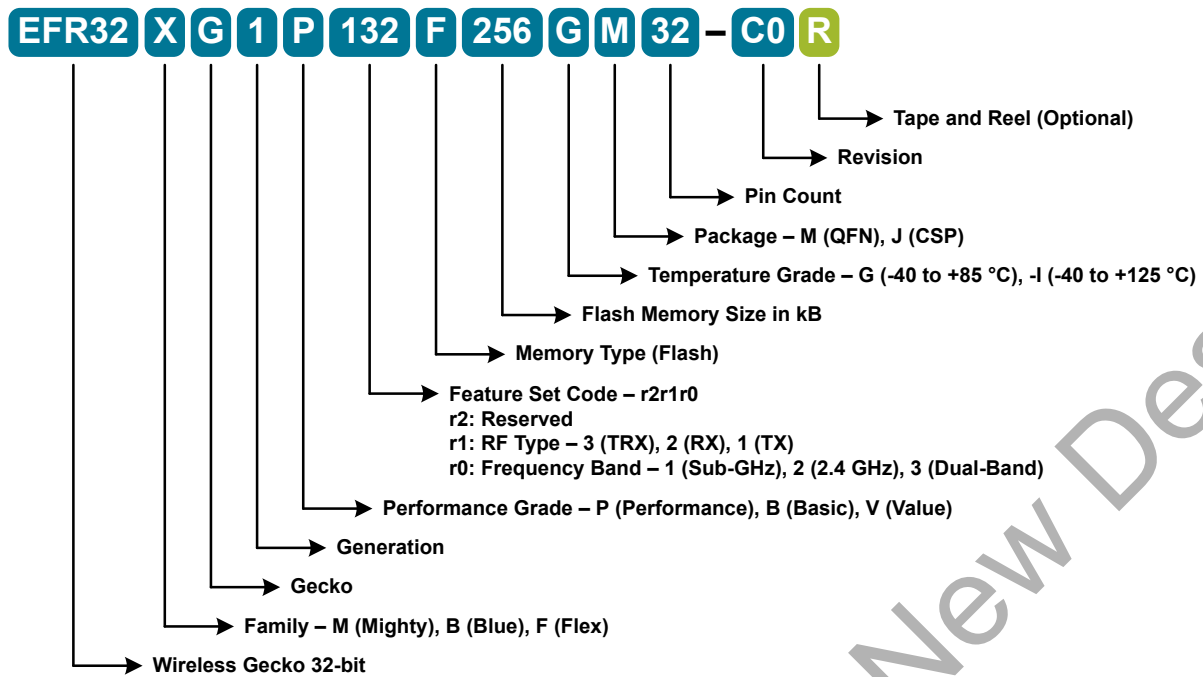 EFR32 X G 1 P 132 F 256 G M 32 – C0 R
Tape and Reel (Optional)
Revision
Pin Count
Package – M (QFN), J (CSP)
Temperature Grade – G (-40 to +85 °C), -I (-40 to +125 °C)
Flash Memory Size in kB
Memory Type (Flash)
Feature Set Code – r2r1r0
r2: Reserved
r1: RF Type – 3 (TRX), 2 (RX), 1 (TX)
r0: Frequency Band – 1 (Sub-GHz), 2 (2.4 GHz), 3 (Dual-Band)
Performance Grade – P (Performance), B (Basic), V (Value)
Generation
Gecko
Family – M (Mighty), B (Blue), F (Flex)
Wireless Gecko 32-bit
New Des